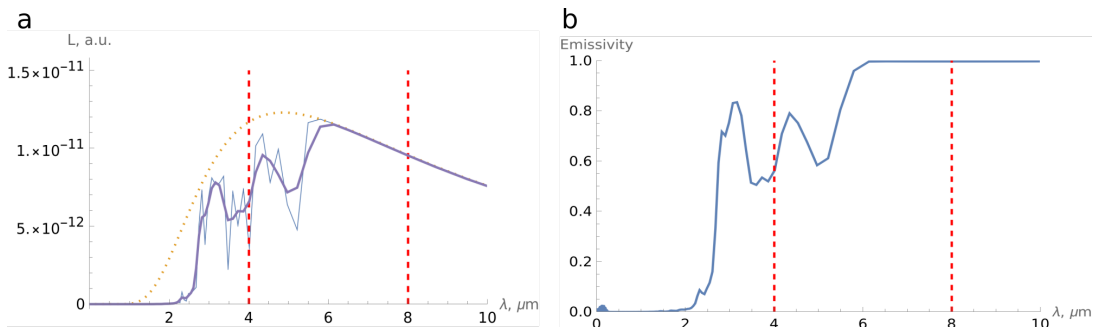 a
L, a.u.
1.5×10⁻¹¹
1.×10⁻¹¹
5.×10⁻¹²
0
2 4 6 8 10
λ, μm
b
Emissivity
1.0
0.8
0.6
0.4
0.2
0.0
0 2 4 6 8 10
λ, μm